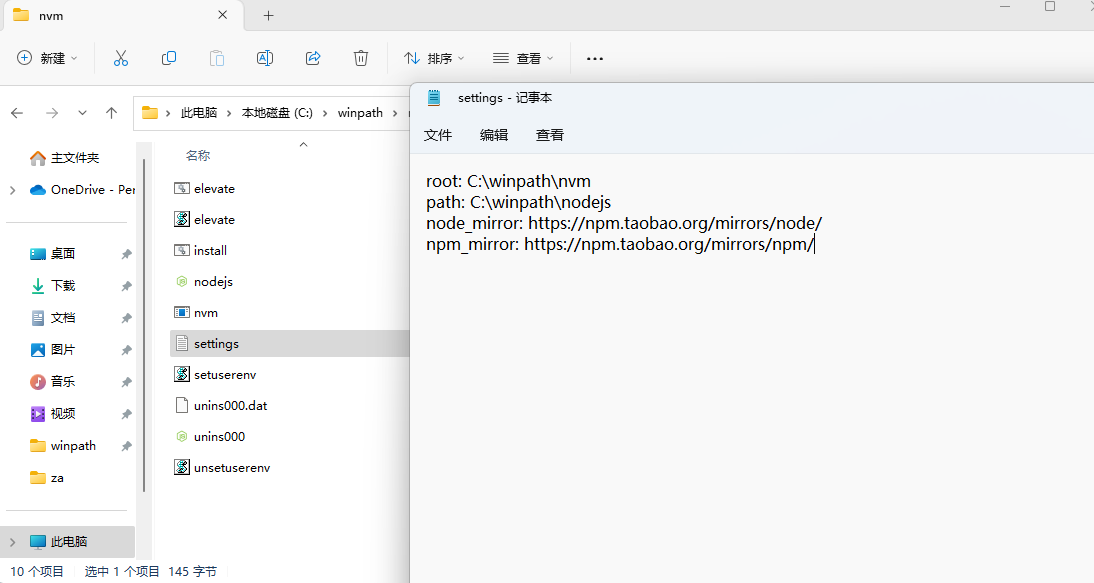 nvm
新建
排序
查看
此电脑
本地磁盘 (C:)
winpath
settings - 记事本
文件
编辑
查看
root: C:\winpath\nvm
path: C:\winpath\nodejs
node_mirror: https://npm.taobao.org/mirrors/node/
npm_mirror: https://npm.taobao.org/mirrors/npm/
主文件夹
OneDrive - Per
桌面
下载
文档
图片
音乐
视频
winpath
za
此电脑
名称
elevate
elevate
install
nodejs
nvm
settings
setuserenv
unins000.dat
unins000
unsetuserenv
10 个项目
选中 1 个项目 145 字节